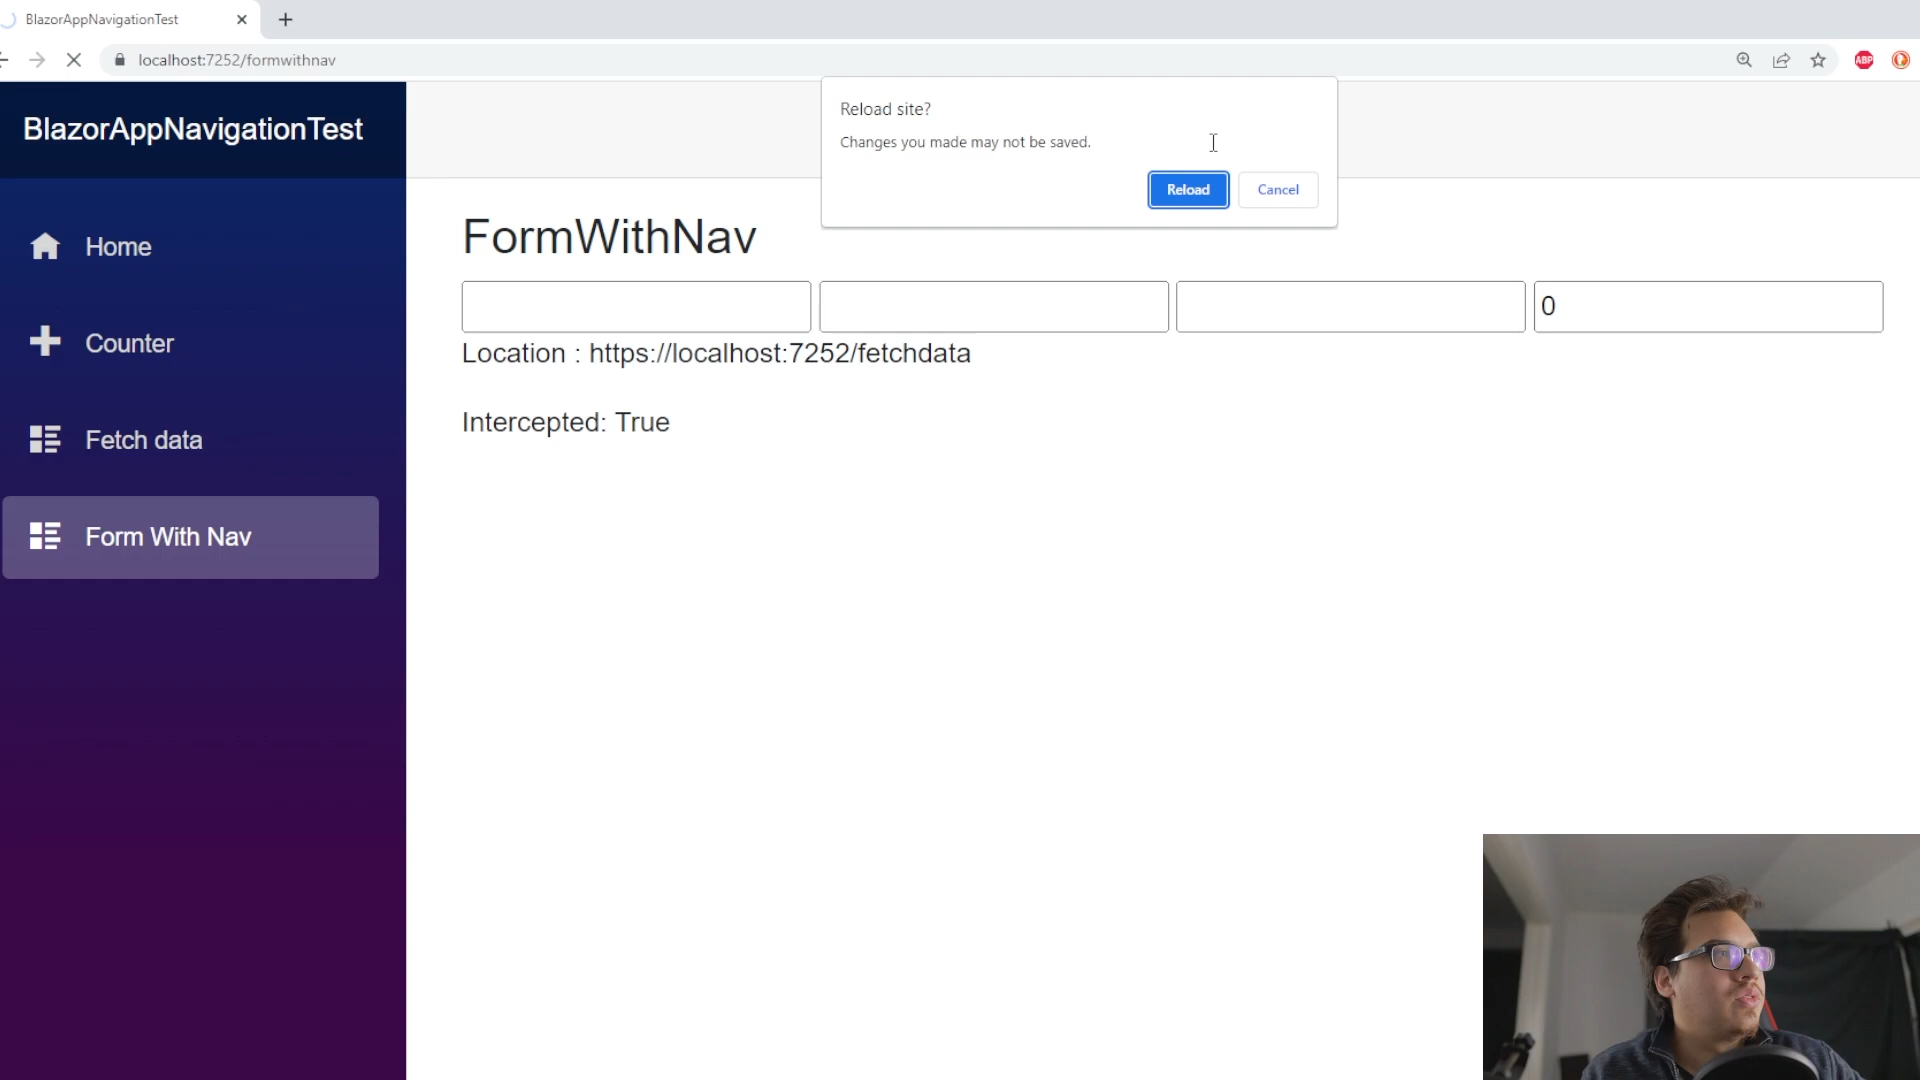 BlazorAppNavigationTest
localhost:7252/formwithnav
ABP
BlazorAppNavigationTest
Reload site?
Changes you made may not be saved.
Reload
Cancel
Home
Counter
Fetch data
Form With Nav
FormWithNav
0
Location : https://localhost:7252/fetchdata
Intercepted: True